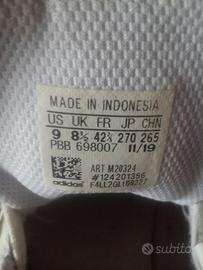 MADE IN INDONESIA
US UK FR JP CHN
9 8½ 42⅔ 270 265
PBB 698007 11/19
ART M20324
#124201356
adidas
subito